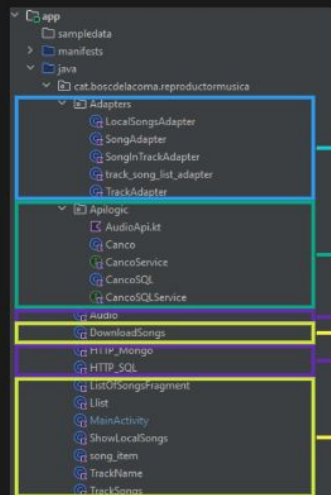 app
sampledata
manifests
java
cat.boscdelacoma.reproductormusica
Adapters
LocalSongsAdapter
SongAdapter
SongInTrackAdapter
track_song_list_adapter
TrackAdapter
Apilogic
AudioApi.kt
Canco
CancoService
CancoSQL
CancoSQLService
Audio
DownloadSongs
HTTP_Mongo
HTTP_SQL
ListOfSongsFragment
Llist
MainActivity
ShowLocalSongs
song_item
TrackName
TrackSongs